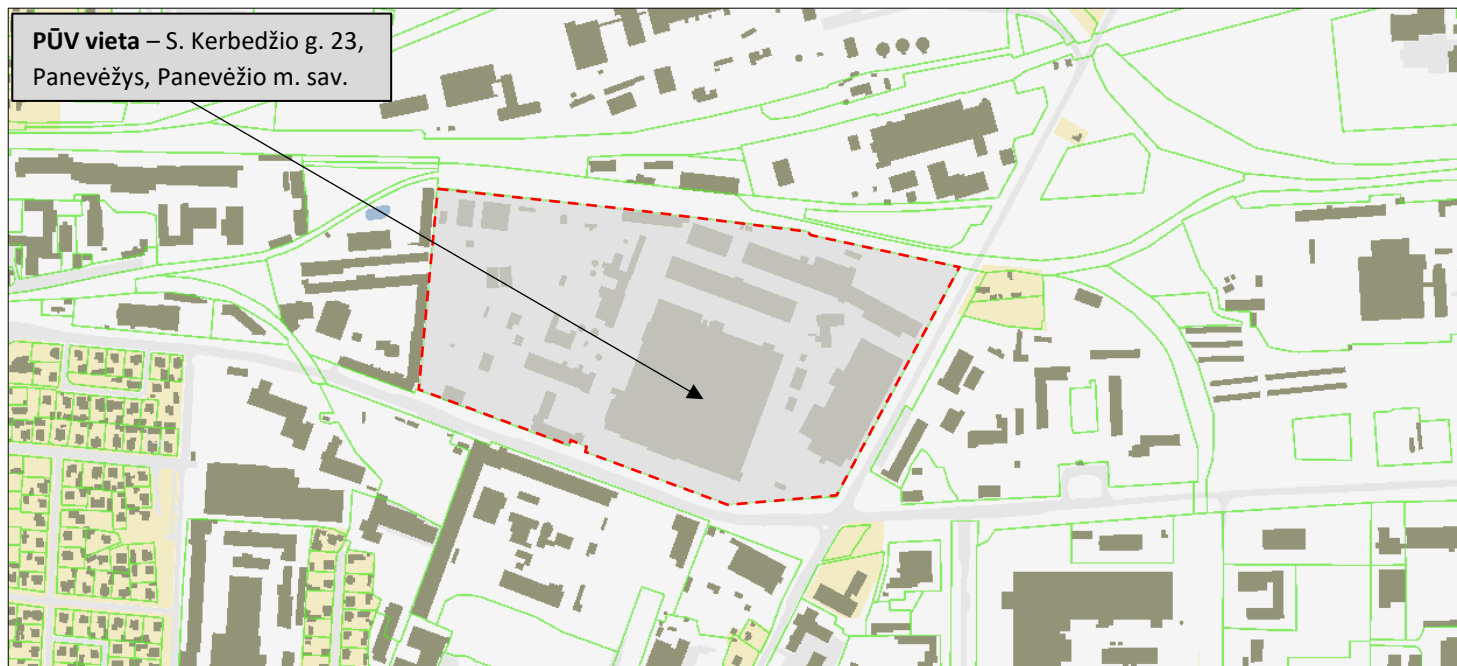 PŪV vieta – S. Kerbedžio g. 23,
Panevėžys, Panevėžio m. sav.